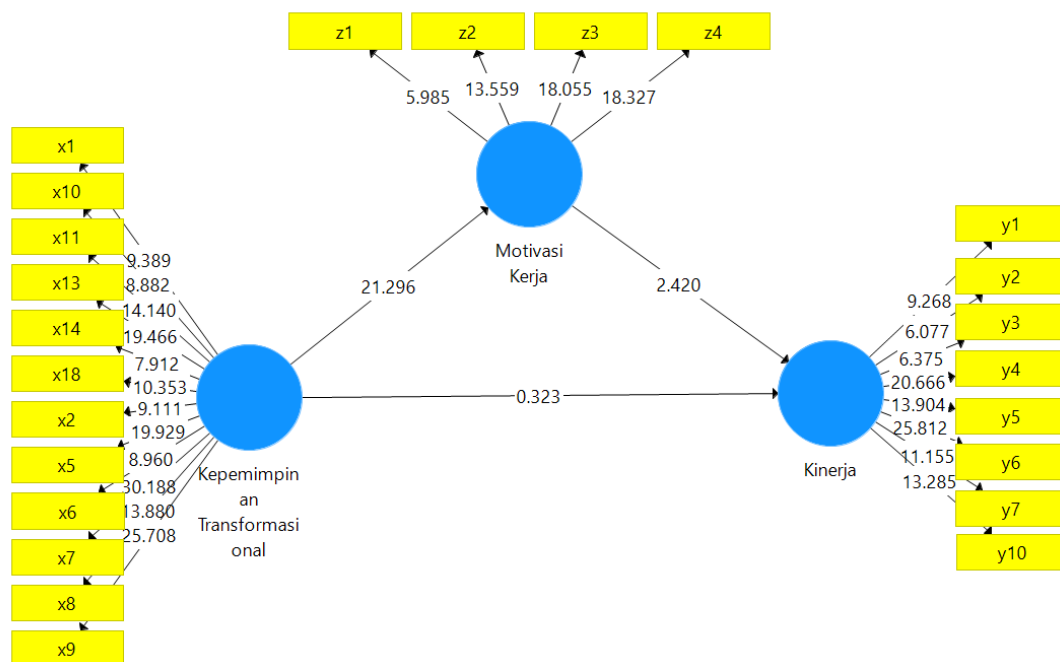 z1
z2
z3
z4
5.985
13.559
18.055
18.327
x1
x10
x11
x13
x14
x18
x2
x5
x6
x7
x8
x9
9.389
8.882
14.140
19.466
7.912
10.353
9.111
19.929
8.960
30.188
13.880
25.708
Motivasi
Kerja
21.296
2.420
0.323
Kepemimpin
an
Transformasi
onal
Kinerja
9.268
6.077
6.375
20.666
13.904
25.812
11.155
13.285
y1
y2
y3
y4
y5
y6
y7
y10